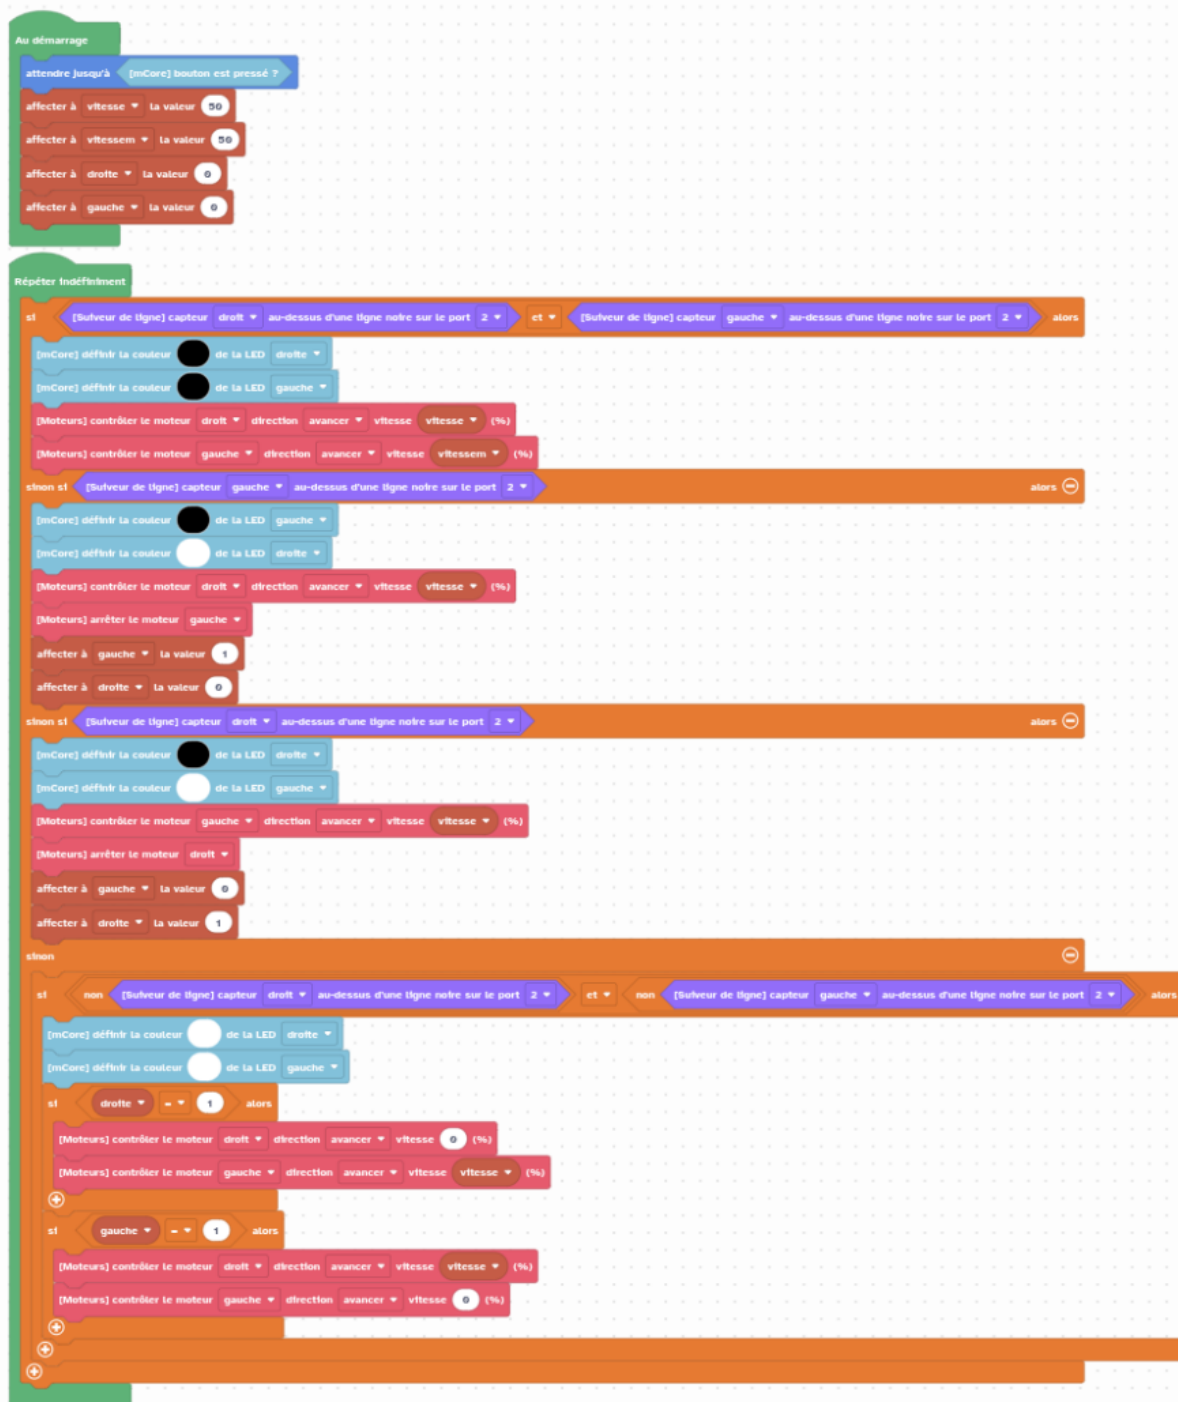 Au démarrage
attendre jusqu'à [mCore] bouton est pressé ?
affecter à vitesse la valeur 50
affecter à vitessem la valeur 50
affecter à droite la valeur 0
affecter à gauche la valeur 0
Répéter indéfiniment
si [Suiveur de ligne] capteur droit au-dessus d'une ligne noire sur le port 2 et [Suiveur de ligne] capteur gauche au-dessus d'une ligne noire sur le port 2 alors
[mCore] définir la couleur de la LED droite
[mCore] définir la couleur de la LED gauche
[Moteurs] contrôler le moteur droit direction avancer vitesse vitesse (%)
[Moteurs] contrôler le moteur gauche direction avancer vitesse vitessem (%)
sinon si [Suiveur de ligne] capteur gauche au-dessus d'une ligne noire sur le port 2 alors
[mCore] définir la couleur de la LED gauche
[mCore] définir la couleur de la LED droite
[Moteurs] contrôler le moteur droit direction avancer vitesse vitesse (%)
[Moteurs] arrêter le moteur gauche
affecter à gauche la valeur 1
affecter à droite la valeur 0
sinon si [Suiveur de ligne] capteur droit au-dessus d'une ligne noire sur le port 2 alors
[mCore] définir la couleur de la LED droite
[mCore] définir la couleur de la LED gauche
[Moteurs] contrôler le moteur gauche direction avancer vitesse vitesse (%)
[Moteurs] arrêter le moteur droit
affecter à gauche la valeur 0
affecter à droite la valeur 1
sinon
si non [Suiveur de ligne] capteur droit au-dessus d'une ligne noire sur le port 2 et non [Suiveur de ligne] capteur gauche au-dessus d'une ligne noire sur le port 2 alors
[mCore] définir la couleur de la LED droite
[mCore] définir la couleur de la LED gauche
si droite = 1 alors
[Moteurs] contrôler le moteur droit direction avancer vitesse 0 (%)
[Moteurs] contrôler le moteur gauche direction avancer vitesse vitesse (%)
si gauche = 1 alors
[Moteurs] contrôler le moteur droit direction avancer vitesse vitesse (%)
[Moteurs] contrôler le moteur gauche direction avancer vitesse 0 (%)